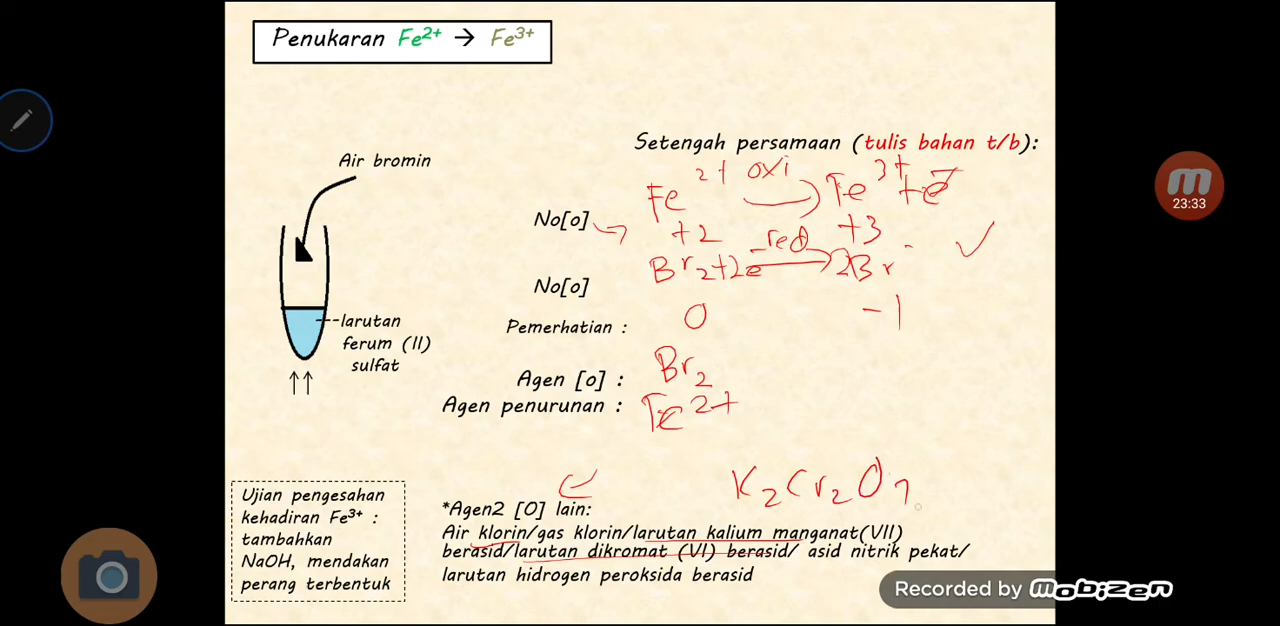 Penukaran Fe²⁺ → Fe³⁺
Air bromin
larutan
ferum (II)
sulfat
Setengah persamaan (tulis bahan t/b):
Fe²⁺ oxi → Fe³⁺ + e⁻
No[o]
+2 +3
Br₂ + 2e red → 2Br⁻ ✓
No[o]
0 -1
Pemerhatian :
Agen [o] : Br₂
Agen penurunan : Fe²⁺
K₂Cr₂O₇
Ujian pengesahan
kehadiran Fe³⁺ :
tambahkan
NaOH, mendakan
perang terbentuk
*Agen2 [O] lain:
Air klorin/gas klorin/larutan kalium manganat(VII)
berasid/larutan dikromat (VI) berasid/ asid nitrik pekat/
larutan hidrogen peroksida berasid
23:33
Recorded by mobizen